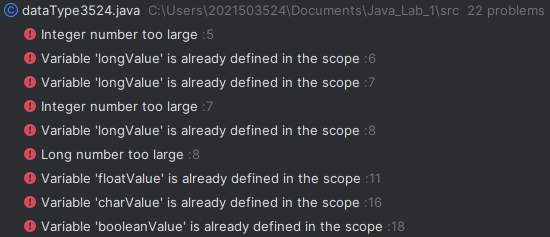 dataType3524.java C:\Users\2021503524\Documents\Java_Lab_1\src 22 problems
Integer number too large :5
Variable 'longValue' is already defined in the scope :6
Variable 'longValue' is already defined in the scope :7
Integer number too large :7
Variable 'longValue' is already defined in the scope :8
Long number too large :8
Variable 'floatValue' is already defined in the scope :11
Variable 'charValue' is already defined in the scope :16
Variable 'booleanValue' is already defined in the scope :18